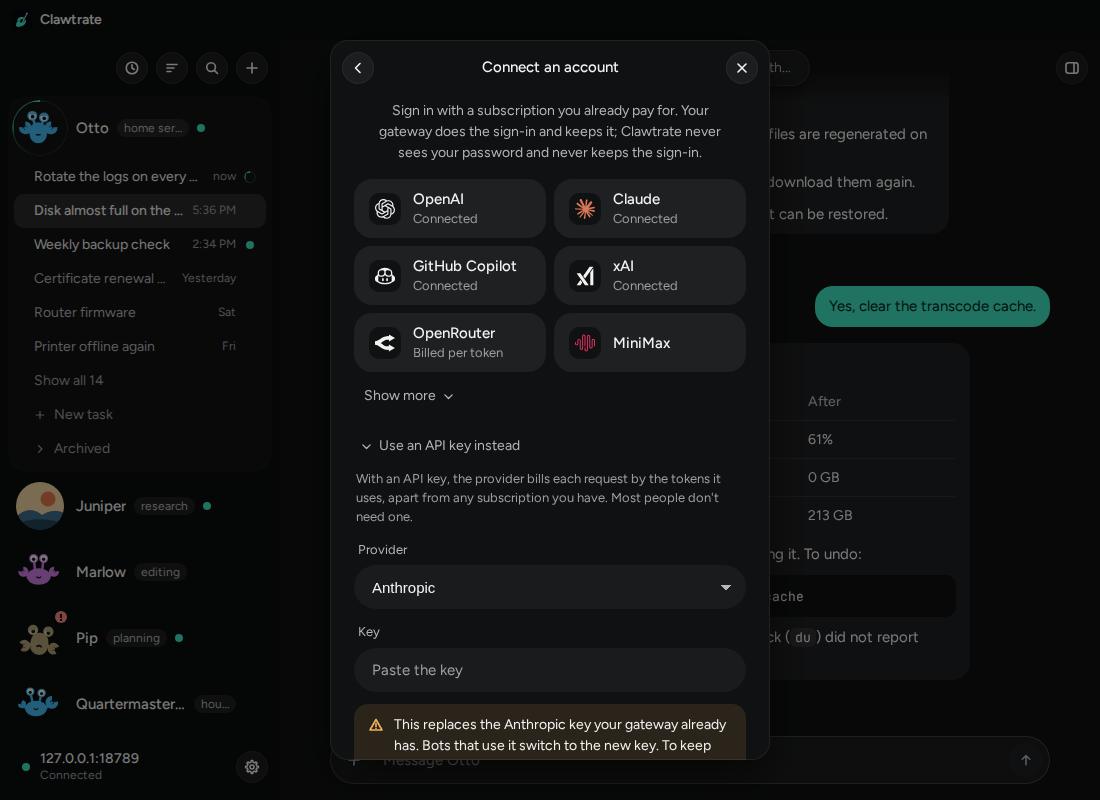 Clawtrate
Otto
home ser...
Rotate the logs on every ...
now
Disk almost full on the ...
5:36 PM
Weekly backup check
2:34 PM
Certificate renewal ...
Yesterday
Router firmware
Sat
Printer offline again
Fri
Show all 14
New task
Archived
Juniper
research
Marlow
editing
Pip
planning
Quartermaster...
hou...
127.0.0.1:18789
Connected
Connect an account
Sign in with a subscription you already pay for. Your
gateway does the sign-in and keeps it; Clawtrate never
sees your password and never keeps the sign-in.
OpenAI
Connected
Claude
Connected
GitHub Copilot
Connected
xAI
Connected
OpenRouter
Billed per token
MiniMax
Show more
Use an API key instead
With an API key, the provider bills each request by the tokens it
uses, apart from any subscription you have. Most people don't
need one.
Provider
Anthropic
Key
Paste the key
This replaces the Anthropic key your gateway already
has. Bots that use it switch to the new key. To keep
th...
files are regenerated on
download them again.
t can be restored.
Yes, clear the transcode cache.
After
61%
0 GB
213 GB
ng it. To undo:
cache
ck ( du ) did not report
Message Otto